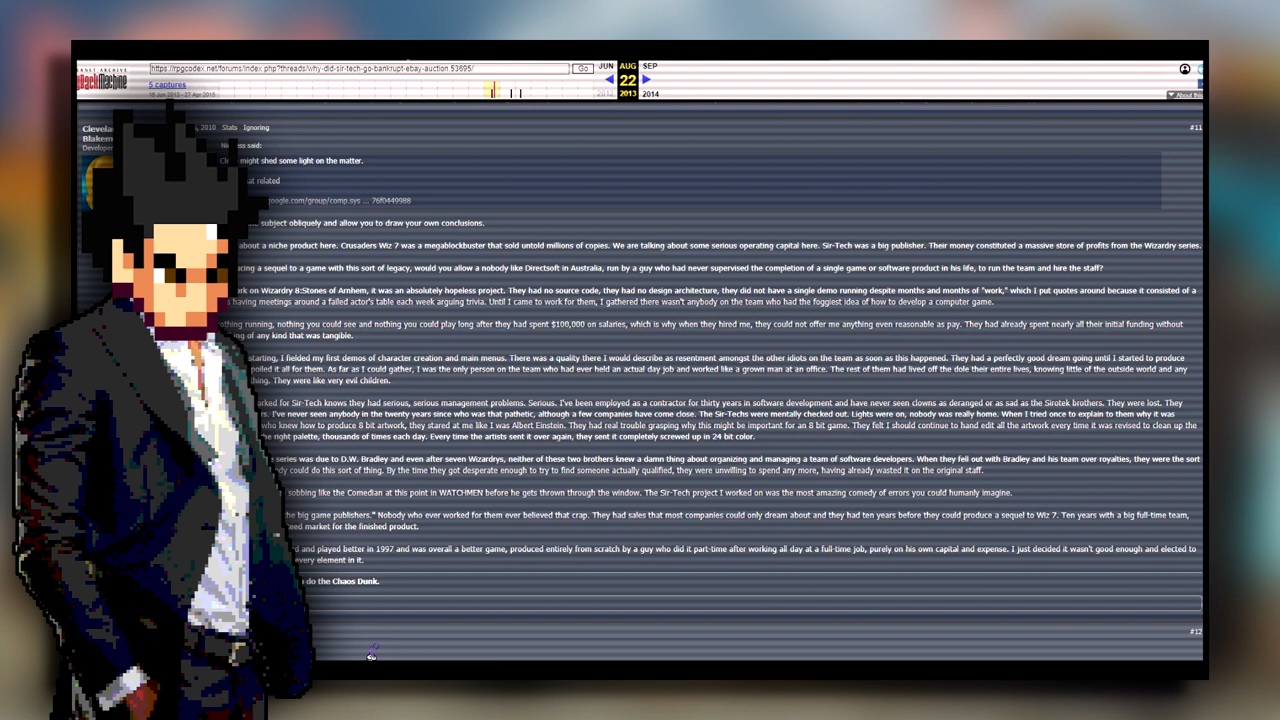 https://rpgcodex.net/forums/index.php?threads/why-did-sir-tech-go-bankrupt-ebay-auction.53695/ Go JUN AUG SEP
ERNET ARCHIVE
BackMachine
5 captures 22
18 Jun 2013 - 27 Apr 2015 2012 2013 2014 About this
Cleveland 2010 Stats Ignoring #11
Blakemore
Developer
said:
might shed some light on the matter.
at related
google.com/group/comp.sys ... 76f0449988
subject obliquely and allow you to draw your own conclusions.
about a niche product here. Crusaders Wiz 7 was a megablockbuster that sold untold millions of copies. We are talking about some serious operating capital here. Sir-Tech was a big publisher. Their money constituted a massive store of profits from the Wizardry series.
ucing a sequel to a game with this sort of legacy, would you allow a nobody like Directsoft in Australia, run by a guy who had never supervised the completion of a single game or software product in his life, to run the team and hire the staff?
ork on Wizardry 8:Stones of Arnhem, it was an absolutely hopeless project. They had no source code, they had no design architecture, they did not have a single demo running despite months and months of "work," which I put quotes around because it consisted of a
having meetings around a failed actor's table each week arguing trivia. Until I came to work for them, I gathered there wasn't anybody on the team who had the foggiest idea of how to develop a computer game.
othing running, nothing you could see and nothing you could play long after they had spent $100,000 on salaries, which is why when they hired me, they could not offer me anything even reasonable as pay. They had already spent nearly all their initial funding without
ng of any kind that was tangible.
starting, I fielded my first demos of character creation and main menus. There was a quality there I would describe as resentment amongst the other idiots on the team as soon as this happened. They had a perfectly good dream going until I started to produce
poiled it all for them. As far as I could gather, I was the only person on the team who had ever held an actual day job and worked like a grown man at an office. The rest of them had lived off the dole their entire lives, knowing little of the outside world and any
thing. They were like very evil children.
orked for Sir-Tech knows they had serious, serious management problems. Serious. I've been employed as a contractor for thirty years in software development and have never seen clowns as deranged or as sad as the Sirotek brothers. They were lost. They
rs. I've never seen anybody in the twenty years since who was that pathetic, although a few companies have come close. The Sir-Techs were mentally checked out. Lights were on, nobody was really home. When I tried once to explain to them why it was
who knew how to produce 8 bit artwork, they stared at me like I was Albert Einstein. They had real trouble grasping why this might be important for an 8 bit game. They felt I should continue to hand edit all the artwork every time it was revised to clean up the
he right palette, thousands of times each day. Every time the artists sent it over again, they sent it completely screwed up in 24 bit color.
series was due to D.W. Bradley and even after seven Wizardrys, neither of these two brothers knew a damn thing about organizing and managing a team of software developers. When they fell out with Bradley and his team over royalties, they were the sort
dy could do this sort of thing. By the time they got desperate enough to try to find someone actually qualified, they were unwilling to spend any more, having already wasted it on the original staff.
sobbing like the Comedian at this point in WATCHMEN before he gets thrown through the window. The Sir-Tech project I worked on was the most amazing comedy of errors you could humanly imagine.
the big game publishers." Nobody who ever worked for them ever believed that crap. They had sales that most companies could only dream about and they had ten years before they could produce a sequel to Wiz 7. Ten years with a big full-time team,
eed market for the finished product.
d and played better in 1997 and was overall a better game, produced entirely from scratch by a guy who did it part-time after working all day at a full-time job, purely on his own capital and expense. I just decided it wasn't good enough and elected to
every element in it.
do the Chaos Dunk.
#12